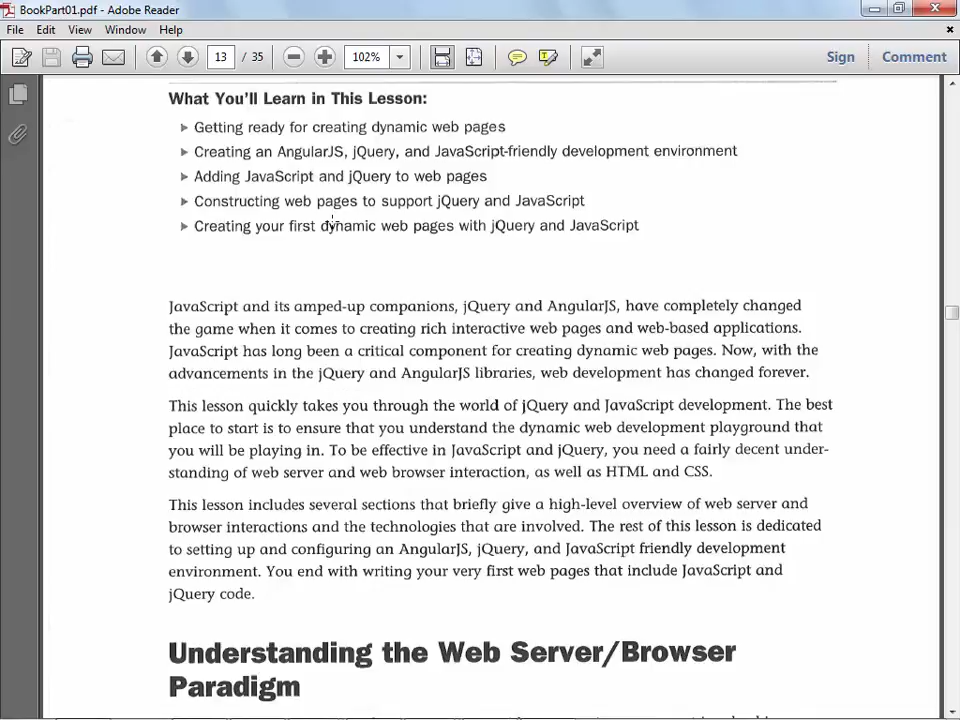 BookPart01.pdf - Adobe Reader
File Edit View Window Help
13 / 35 102% Sign Comment
What You'll Learn in This Lesson:
Getting ready for creating dynamic web pages
Creating an AngularJS, jQuery, and JavaScript-friendly development environment
Adding JavaScript and jQuery to web pages
Constructing web pages to support jQuery and JavaScript
Creating your first dynamic web pages with jQuery and JavaScript
JavaScript and its amped-up companions, jQuery and AngularJS, have completely changed
the game when it comes to creating rich interactive web pages and web-based applications.
JavaScript has long been a critical component for creating dynamic web pages. Now, with the
advancements in the jQuery and AngularJS libraries, web development has changed forever.
This lesson quickly takes you through the world of jQuery and JavaScript development. The best
place to start is to ensure that you understand the dynamic web development playground that
you will be playing in. To be effective in JavaScript and jQuery, you need a fairly decent under-
standing of web server and web browser interaction, as well as HTML and CSS.
This lesson includes several sections that briefly give a high-level overview of web server and
browser interactions and the technologies that are involved. The rest of this lesson is dedicated
to setting up and configuring an AngularJS, jQuery, and JavaScript friendly development
environment. You end with writing your very first web pages that include JavaScript and
jQuery code.
Understanding the Web Server/Browser
Paradigm